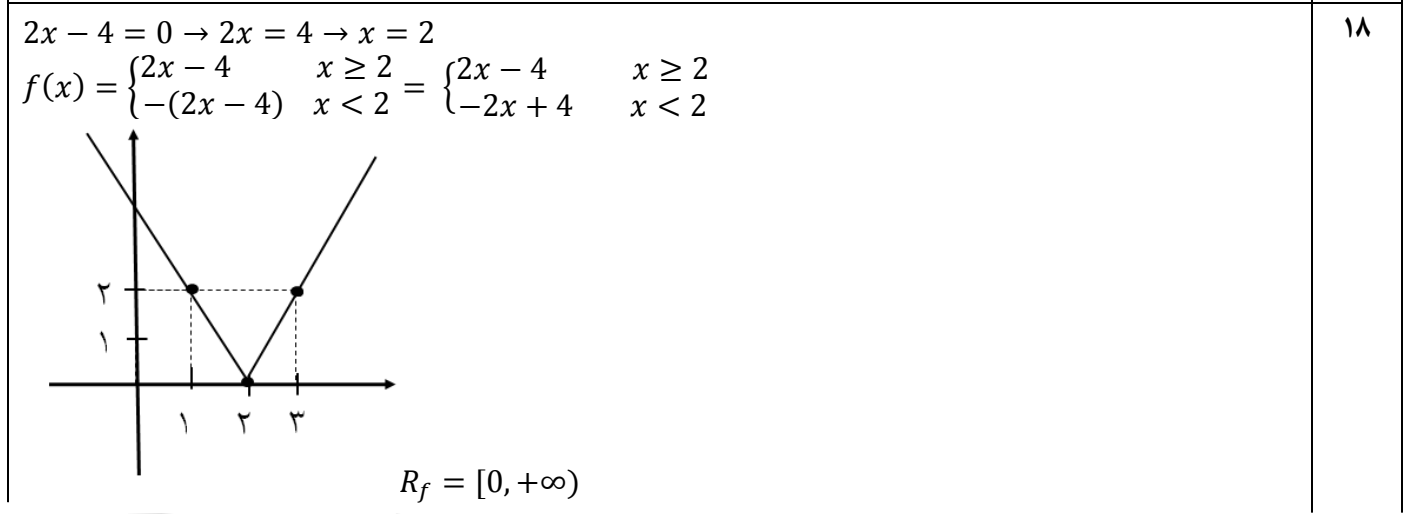 ۱۸
2x − 4 = 0 → 2x = 4 → x = 2
f(x) = {2x − 4 x ≥ 2 = {2x − 4 x ≥ 2
−(2x − 4) x < 2 −2x + 4 x < 2
۲
۱
۱ ۲ ۳
R_f = [0, +∞)